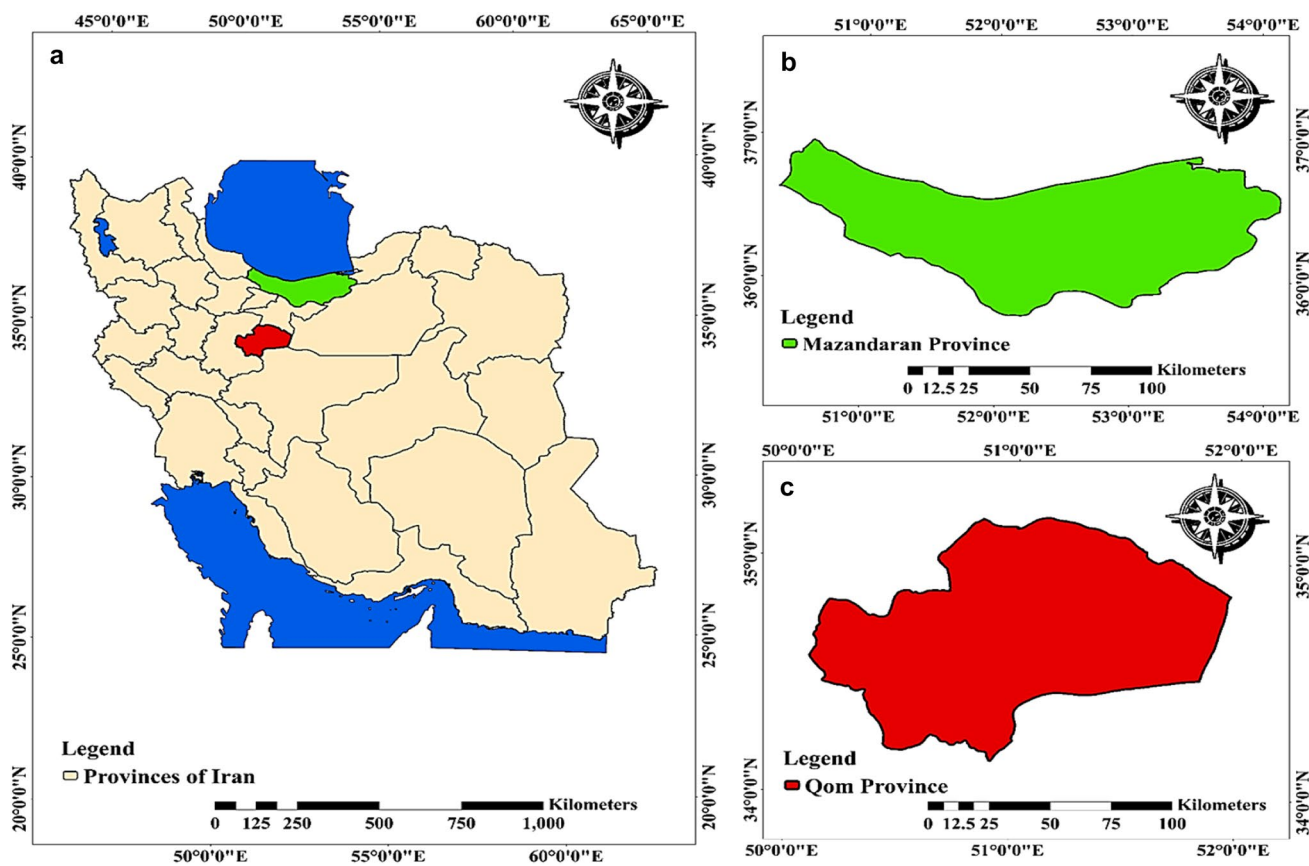 45°0'0"E 50°0'0"E 55°0'0"E 60°0'0"E 65°0'0"E
a
40°0'0"N 40°0'0"N
35°0'0"N 35°0'0"N
30°0'0"N 30°0'0"N
25°0'0"N 25°0'0"N
20°0'0"N 20°0'0"N
Legend
Provinces of Iran
Kilometers
0 125 250 500 750 1,000
50°0'0"E 55°0'0"E 60°0'0"E
51°0'0"E 52°0'0"E 53°0'0"E 54°0'0"E
b
37°0'0"N 37°0'0"N
36°0'0"N 36°0'0"N
Legend
Mazandaran Province
Kilometers
0 12.5 25 50 75 100
51°0'0"E 52°0'0"E 53°0'0"E 54°0'0"E
50°0'0"E 51°0'0"E 52°0'0"E
c
35°0'0"N 35°0'0"N
34°0'0"N 34°0'0"N
Legend
Qom Province
Kilometers
0 12.5 25 50 75 100
50°0'0"E 51°0'0"E 52°0'0"E